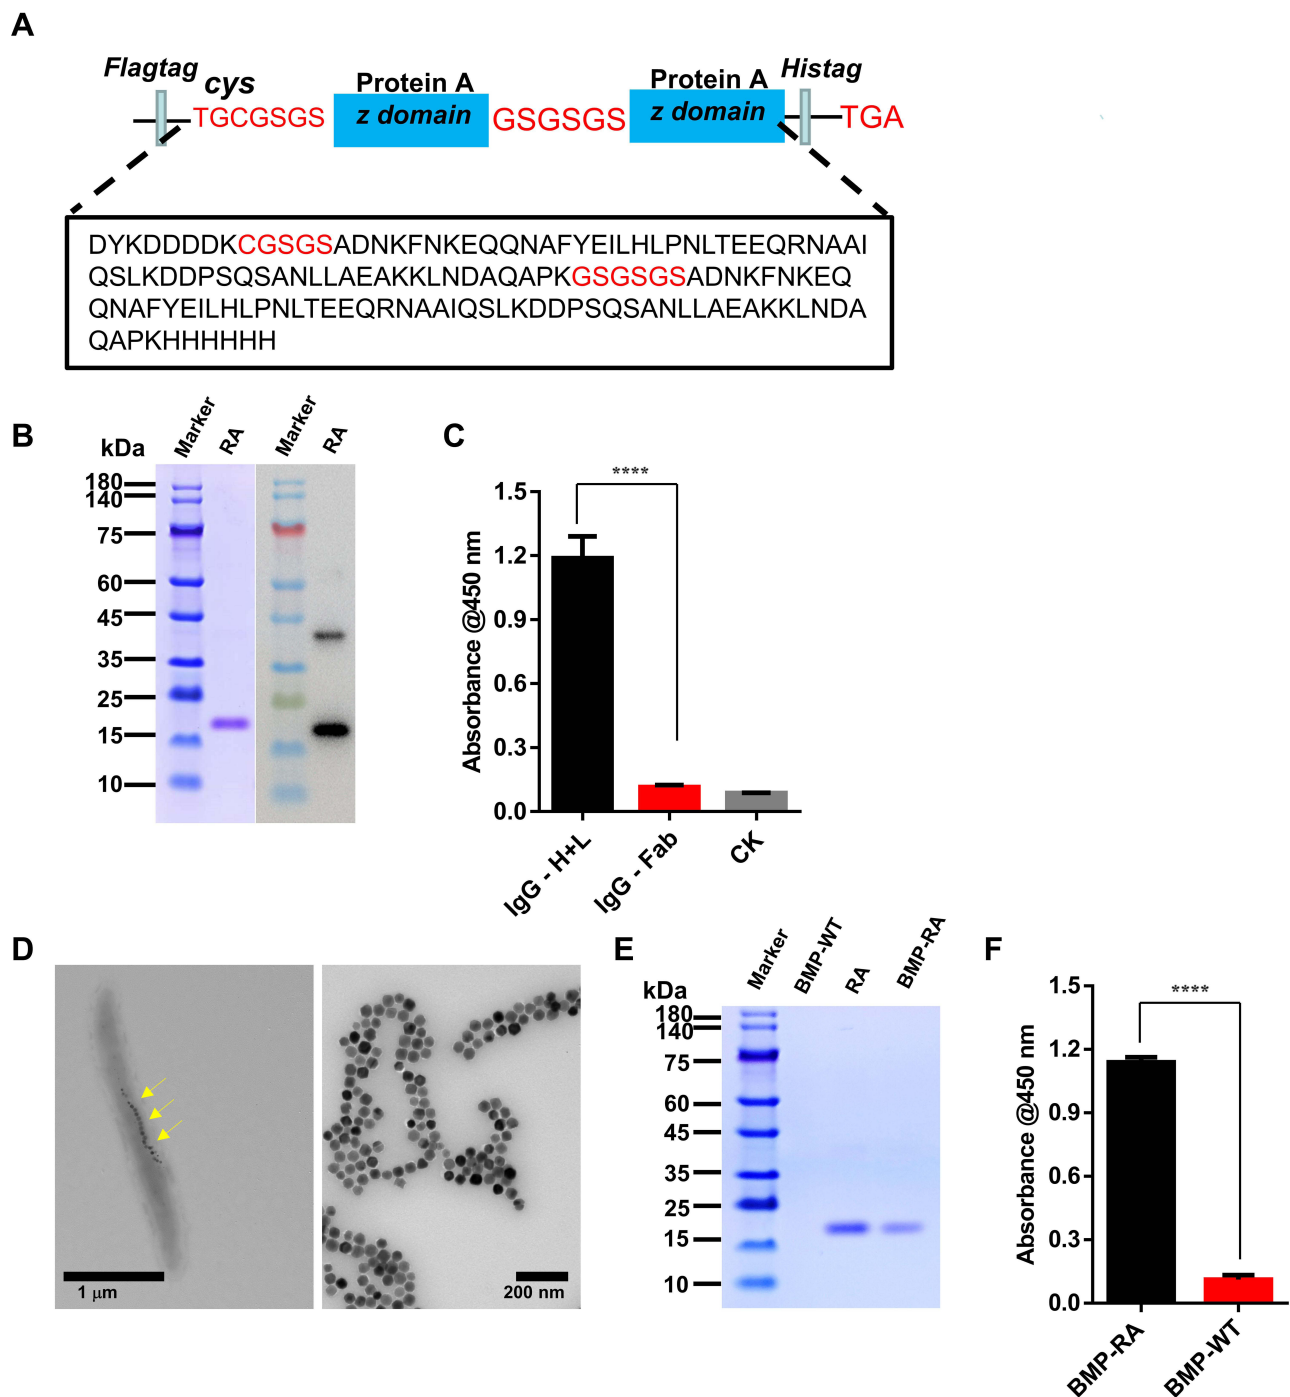 A
Flagtag
cys
TGCGSGS
Protein A
z domain
GSGSGS
Protein A
z domain
Histag
TGA
DYKDDDDKCGSGSADNKFNKEQQNAFYEILHLPNLTEEQRNAAI
QSLKDDPSQSANLLAEAKKLNDAQAPKGSGSGSADNKFNKEQ
QNAFYEILHLPNLTEEQRNAAIQSLKDDPSQSANLLAEAKKLNDA
QAPKHHHHHH
B
kDa
Marker
RA
Marker
RA
180
140
75
60
45
35
25
15
10
C
****
Absorbance @450 nm
1.5
1.2
0.9
0.6
0.3
0.0
IgG - H+L
IgG - Fab
CK
D
1 μm
200 nm
E
kDa
Marker
BMP-WT
RA
BMP-RA
180
140
75
60
45
35
25
15
10
F
****
Absorbance @450 nm
1.5
1.2
0.9
0.6
0.3
0.0
BMP-RA
BMP-WT